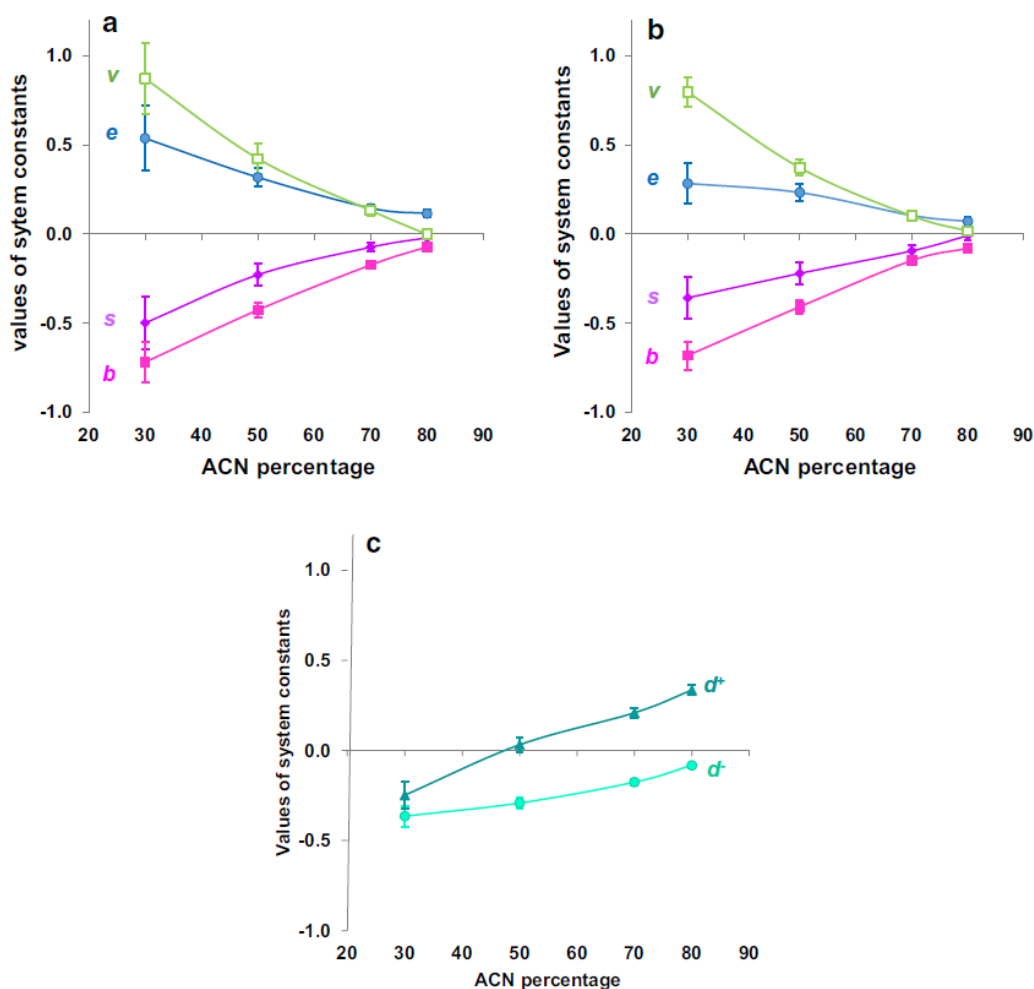 a
values of sytem constants
1.0
0.5
0.0
-0.5
-1.0
v
e
s
b
20 30 40 50 60 70 80 90
ACN percentage
b
Values of system constants
1.0
0.5
0.0
-0.5
-1.0
v
e
s
b
20 30 40 50 60 70 80 90
ACN percentage
c
Values of system constants
1.0
0.5
0.0
-0.5
-1.0
d+
d-
20 30 40 50 60 70 80 90
ACN percentage